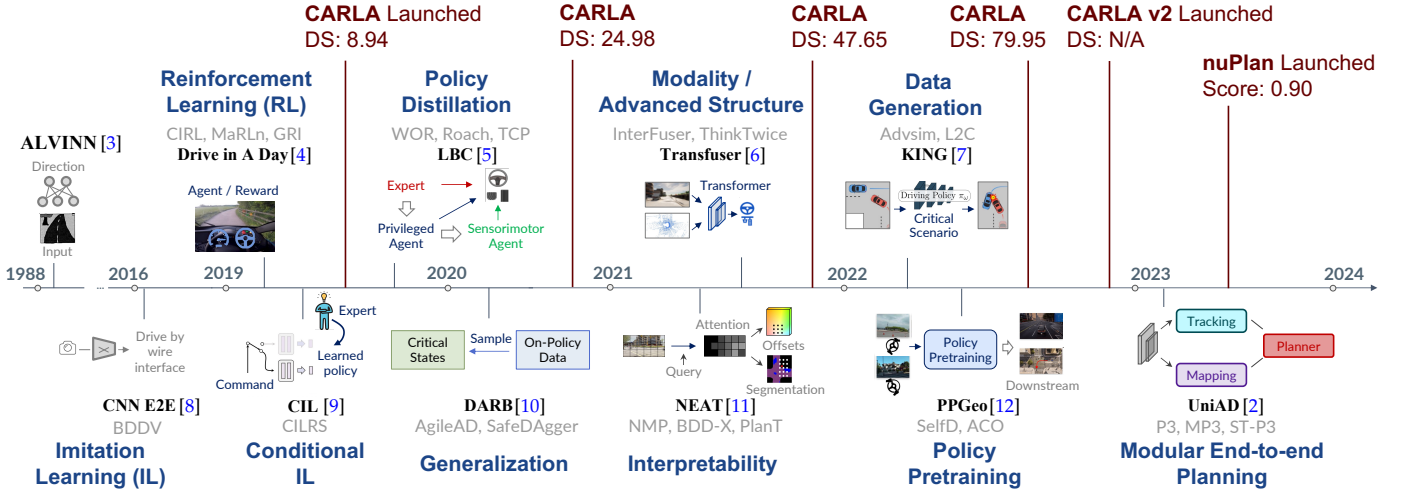 CARLA Launched
DS: 8.94
CARLA
DS: 24.98
CARLA
DS: 47.65
CARLA
DS: 79.95
CARLA v2 Launched
DS: N/A
nuPlan Launched
Score: 0.90
ALVINN [3]
Direction
Input
Reinforcement
Learning (RL)
CIRL, MaRLn, GRI
Drive in A Day [4]
Agent / Reward
Policy
Distillation
WOR, Roach, TCP
LBC [5]
Expert
Privileged
Agent
Sensorimotor
Agent
Modality /
Advanced Structure
InterFuser, ThinkTwice
Transfuser [6]
Transformer
Data
Generation
Advsim, L2C
KING [7]
Driving Policy π
Critical
Scenario
1988
...
2016
2019
2020
2021
2022
2023
2024
Drive by
wire
interface
CNN E2E [8]
BDDV
Imitation
Learning (IL)
Expert
Learned
policy
Command
CIL [9]
CILRS
Conditional
IL
Critical
States
Sample
On-Policy
Data
DARB [10]
AgileAD, SafeDAgger
Generalization
Attention
Query
Offsets
Segmentation
NEAT [11]
NMP, BDD-X, PlanT
Interpretability
Policy
Pretraining
Downstream
PPGeo [12]
SelfD, ACO
Policy
Pretraining
Tracking
Mapping
Planner
UniAD [2]
P3, MP3, ST-P3
Modular End-to-end
Planning